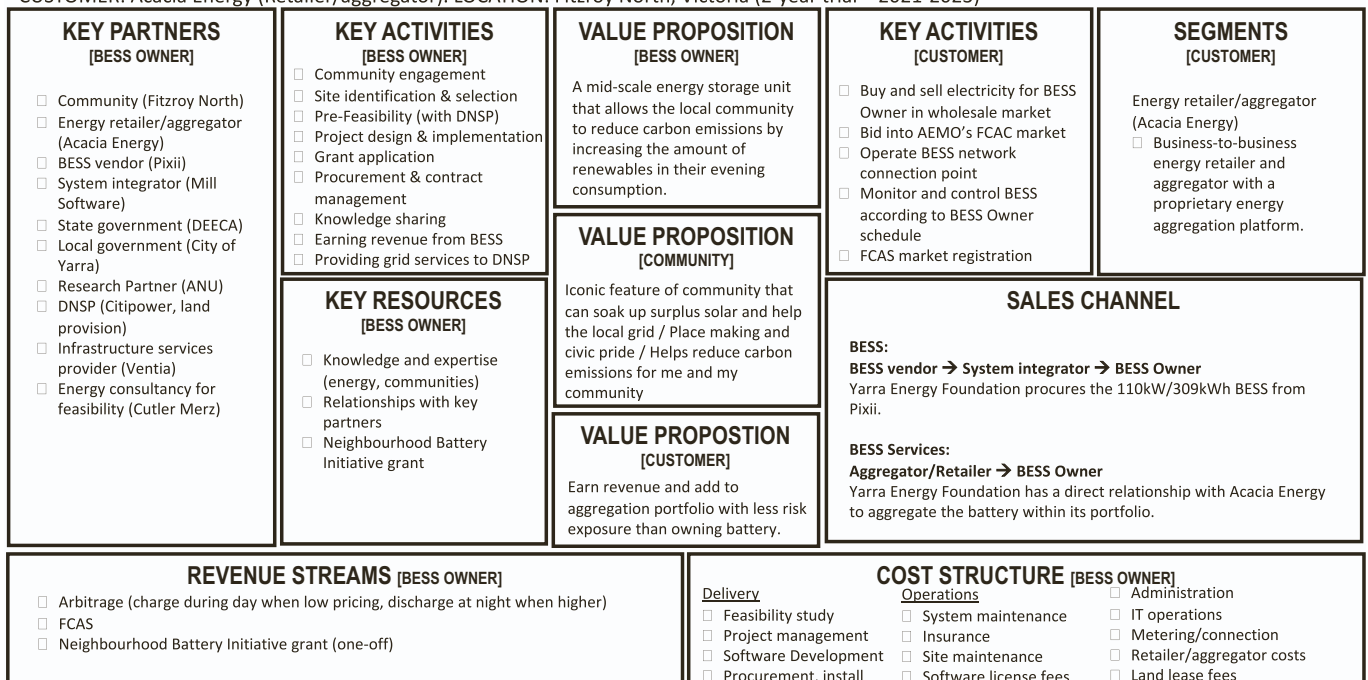 CUSTOMER: Acacia Energy (Retailer/aggregator). LOCATION: Fitzroy North, Victoria (2-year trial – 2021-2023)
KEY PARTNERS
[BESS OWNER]
Community (Fitzroy North)
Energy retailer/aggregator
(Acacia Energy)
BESS vendor (Pixii)
System integrator (Mill
Software)
State government (DEECA)
Local government (City of
Yarra)
Research Partner (ANU)
DNSP (Citipower, land
provision)
Infrastructure services
provider (Ventia)
Energy consultancy for
feasibility (Cutler Merz)
KEY ACTIVITIES
[BESS OWNER]
Community engagement
Site identification & selection
Pre-Feasibility (with DNSP)
Project design & implementation
Grant application
Procurement & contract
management
Knowledge sharing
Earning revenue from BESS
Providing grid services to DNSP
KEY RESOURCES
[BESS OWNER]
Knowledge and expertise
(energy, communities)
Relationships with key
partners
Neighbourhood Battery
Initiative grant
VALUE PROPOSITION
[BESS OWNER]
A mid-scale energy storage unit
that allows the local community
to reduce carbon emissions by
increasing the amount of
renewables in their evening
consumption.
VALUE PROPOSITION
[COMMUNITY]
Iconic feature of community that
can soak up surplus solar and help
the local grid / Place making and
civic pride / Helps reduce carbon
emissions for me and my
community
VALUE PROPOSTION
[CUSTOMER]
Earn revenue and add to
aggregation portfolio with less risk
exposure than owning battery.
KEY ACTIVITIES
[CUSTOMER]
Buy and sell electricity for BESS
Owner in wholesale market
Bid into AEMO's FCAC market
Operate BESS network
connection point
Monitor and control BESS
according to BESS Owner
schedule
FCAS market registration
SEGMENTS
[CUSTOMER]
Energy retailer/aggregator
(Acacia Energy)
Business-to-business
energy retailer and
aggregator with a
proprietary energy
aggregation platform.
SALES CHANNEL
BESS:
BESS vendor → System integrator → BESS Owner
Yarra Energy Foundation procures the 110kW/309kWh BESS from
Pixii.
BESS Services:
Aggregator/Retailer → BESS Owner
Yarra Energy Foundation has a direct relationship with Acacia Energy
to aggregate the battery within its portfolio.
REVENUE STREAMS [BESS OWNER]
Arbitrage (charge during day when low pricing, discharge at night when higher)
FCAS
Neighbourhood Battery Initiative grant (one-off)
COST STRUCTURE [BESS OWNER]
Delivery
Feasibility study
Project management
Software Development
Procurement, install
Operations
System maintenance
Insurance
Site maintenance
Software license fees
Administration
IT operations
Metering/connection
Retailer/aggregator costs
Land lease fees